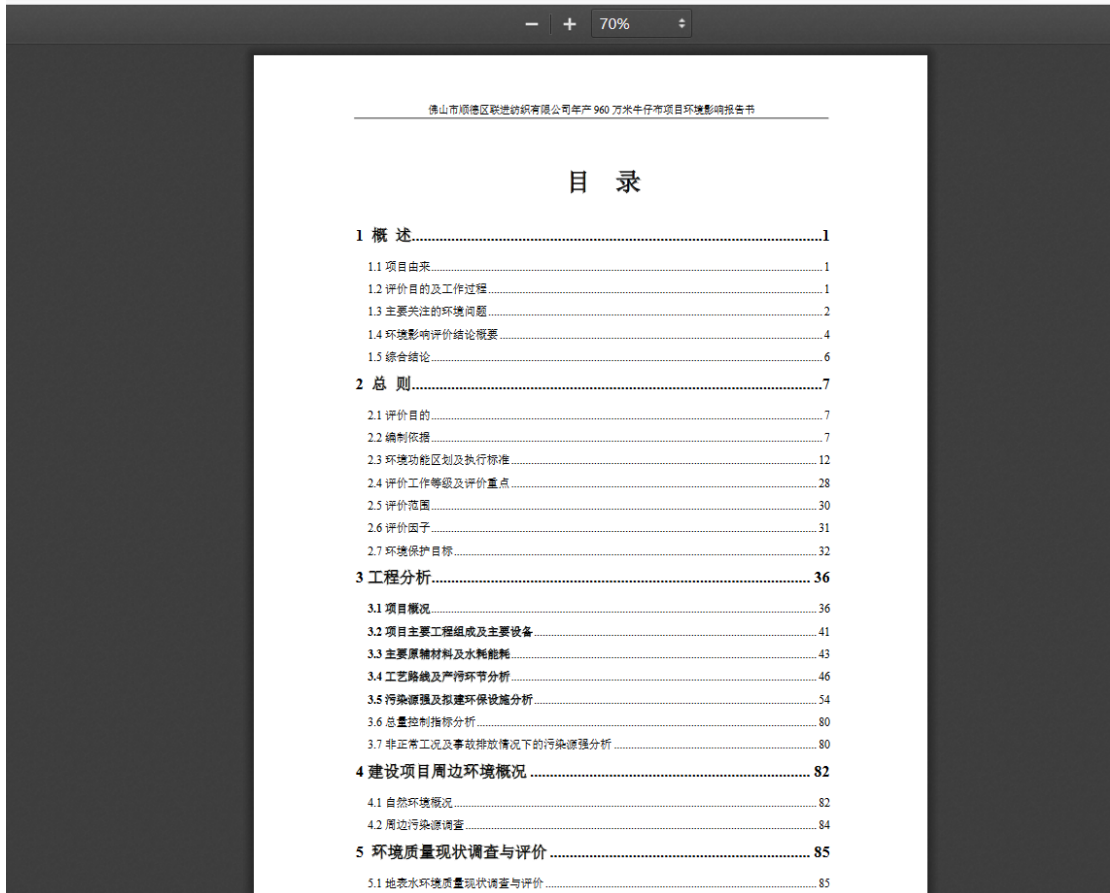 70%
佛山市顺德区联进纺织有限公司年产 960 万米牛仔布项目环境影响报告书
目 录
1 概 述........1
1.1 项目由来........1
1.2 评价目的及工作过程........1
1.3 主要关注的环境问题........2
1.4 环境影响评价结论概要........4
1.5 综合结论........6
2 总 则........7
2.1 评价目的........7
2.2 编制依据........7
2.3 环境功能区划及执行标准........12
2.4 评价工作等级及评价重点........28
2.5 评价范围........30
2.6 评价因子........31
2.7 环境保护目标........32
3 工程分析........36
3.1 项目概况........36
3.2 项目主要工程组成及主要设备........41
3.3 主要原辅材料及水耗能耗........43
3.4 工艺路线及产污环节分析........46
3.5 污染源强及拟建环保设施分析........54
3.6 总量控制指标分析........80
3.7 非正常工况及事故排放情况下的污染源强分析........80
4 建设项目周边环境概况........82
4.1 自然环境概况........82
4.2 周边污染源调查........84
5 环境质量现状调查与评价........85
5.1 地表水环境质量现状调查与评价........85